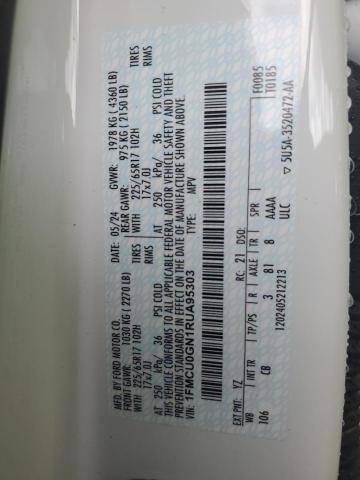 MFD. BY FORD MOTOR CO.
DATE: 05/24 GVWR: 1978 KG ( 4360 LB)
FRONT GAWR: 1030 KG ( 2270 LB) REAR GAWR: 975 KG ( 2150 LB)
WITH 225/65R17 102H TIRES WITH 225/65R17 102H TIRES
17x7.0J RIMS 17x7.0J RIMS
AT 250 kPa/ 36 PSI COLD AT 250 kPa/ 36 PSI COLD
THIS VEHICLE CONFORMS TO ALL APPLICABLE FEDERAL MOTOR VEHICLE SAFETY AND THEFT
PREVENTION STANDARDS IN EFFECT ON THE DATE OF MANUFACTURE SHOWN ABOVE.
VIN: 1FMCU0GN1RUA95303
TYPE: MPV
F0085
T0185
EXT PNT: YZ RC: 21 DSO:
WB INT TR TP/PS R AXLE TR SPR
106 CB 3 81 8 AAAA
ULC
1202405212213 ▽ 5U5A-3520472-AA